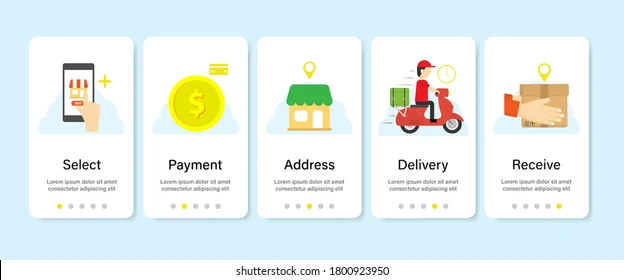 Select
Lorem ipsum dolor sit amet
consectetur adipiscing elit
Payment
Lorem ipsum dolor sit amet
consectetur adipiscing elit
Address
Lorem ipsum dolor sit amet
consectetur adipiscing elit
Delivery
Lorem ipsum dolor sit amet
consectetur adipiscing elit
Receive
Lorem ipsum dolor sit amet
consectetur adipiscing elit
shutterstock.com · 1800923950